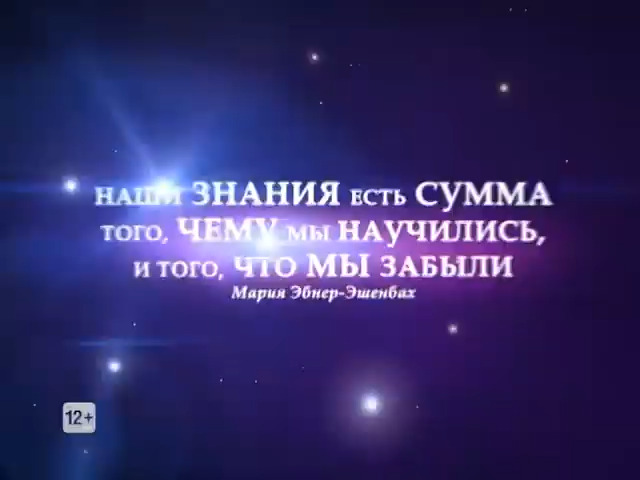 НАШИ ЗНАНИЯ ЕСТЬ СУММА
ТОГО, ЧЕМУ МЫ НАУЧИЛИСЬ,
И ТОГО, ЧТО МЫ ЗАБЫЛИ
Мария Эбнер-Эшенбах
12+